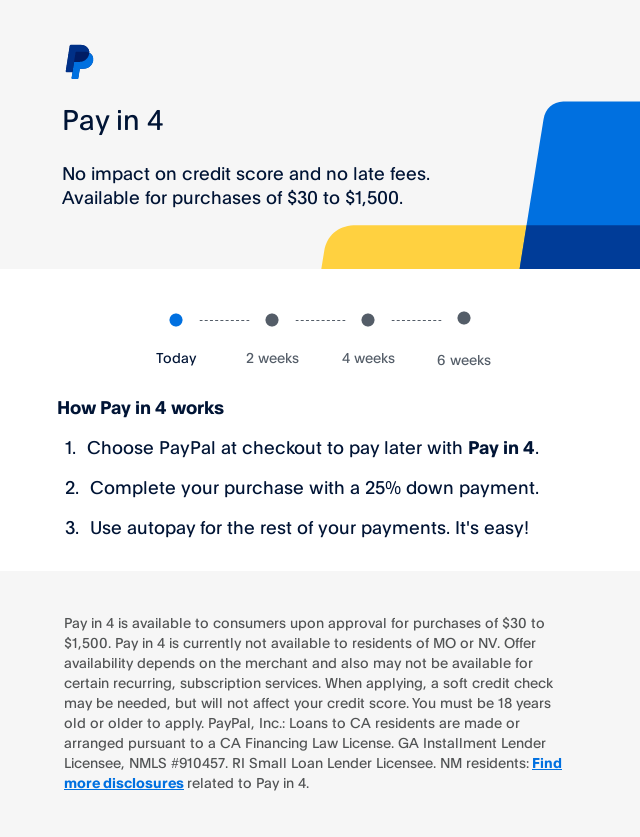 Pay in 4
No impact on credit score and no late fees.
Available for purchases of $30 to $1,500.
Today
2 weeks
4 weeks
6 weeks
How Pay in 4 works
1. Choose PayPal at checkout to pay later with Pay in 4.
2. Complete your purchase with a 25% down payment.
3. Use autopay for the rest of your payments. It's easy!
Pay in 4 is available to consumers upon approval for purchases of $30 to
$1,500. Pay in 4 is currently not available to residents of MO or NV. Offer
availability depends on the merchant and also may not be available for
certain recurring, subscription services. When applying, a soft credit check
may be needed, but will not affect your credit score. You must be 18 years
old or older to apply. PayPal, Inc.: Loans to CA residents are made or
arranged pursuant to a CA Financing Law License. GA Installment Lender
Licensee, NMLS #910457. RI Small Loan Lender Licensee. NM residents: Find
more disclosures related to Pay in 4.